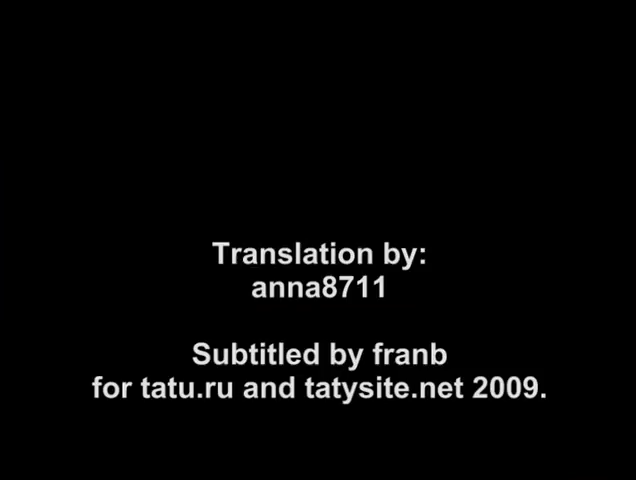 Translation by:
anna8711
Subtitled by franb
for tatu.ru and tatysite.net 2009.